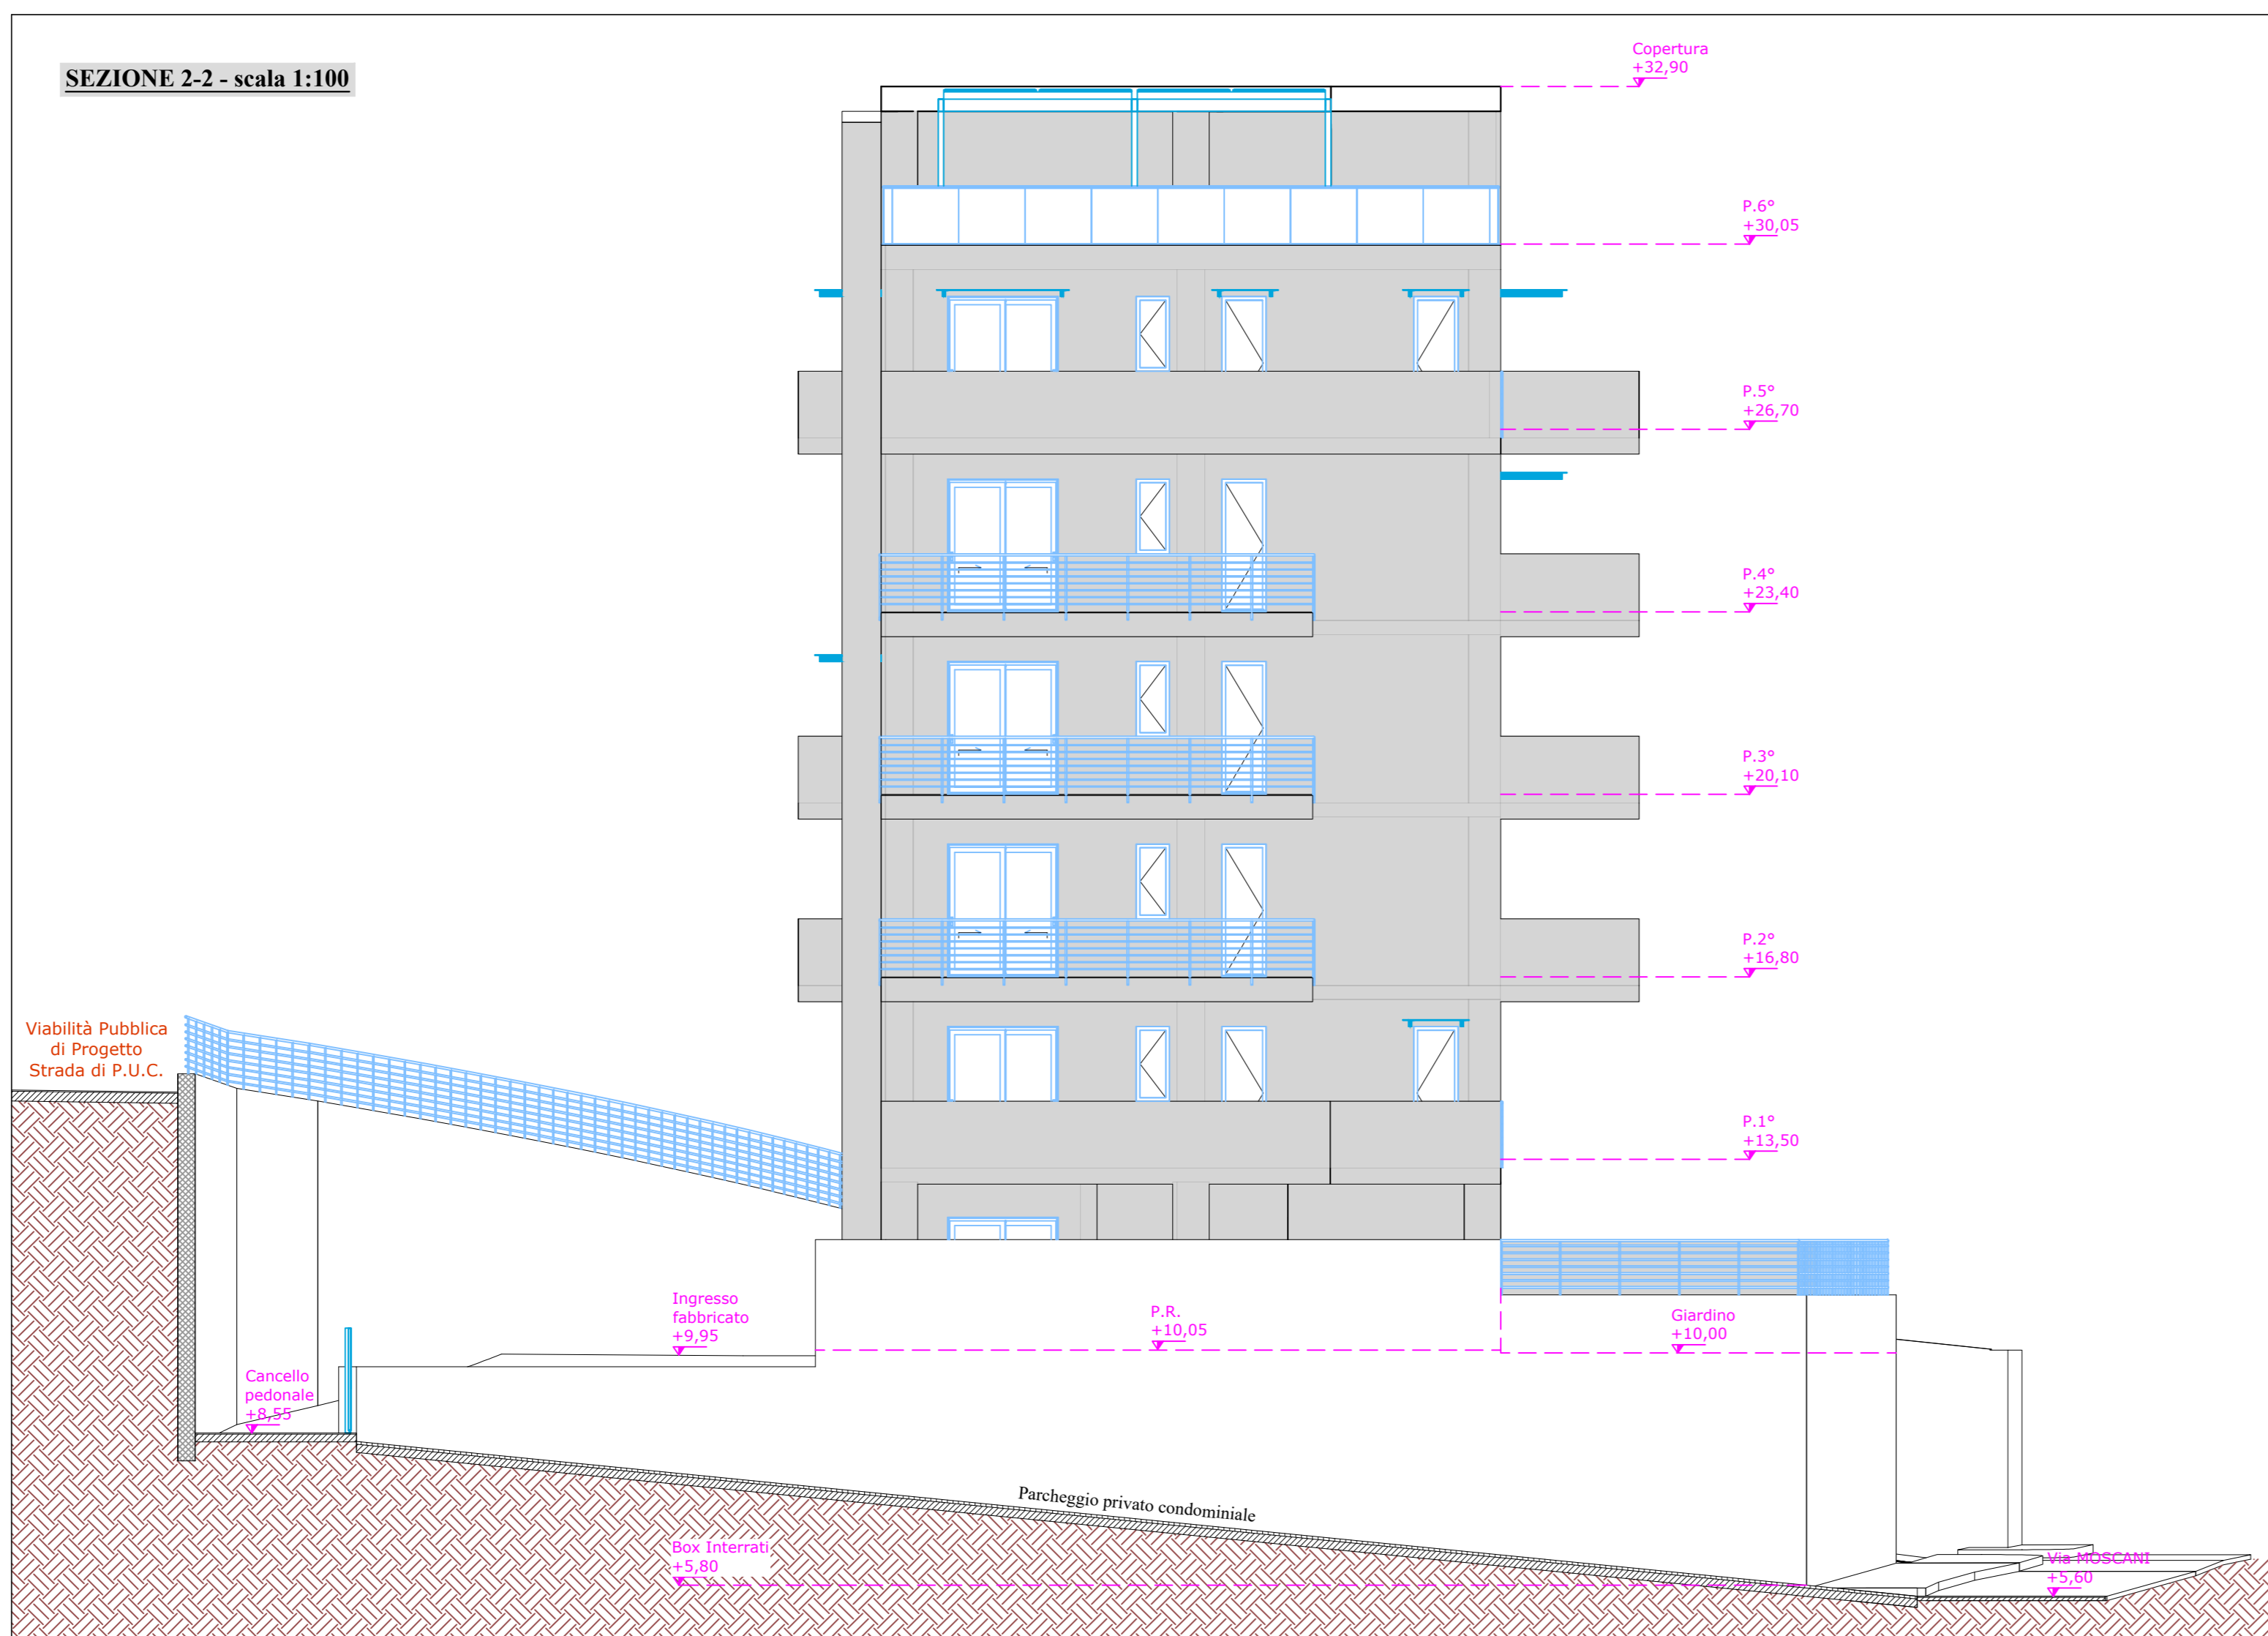 SEZIONE 2-2 - scala 1:100
Copertura
+32,90
P.6°
+30,05
P.5°
+26,70
P.4°
+23,40
P.3°
+20,10
P.2°
+16,80
Viabilità Pubblica
di Progetto
Strada di P.U.C.
P.1°
+13,50
Ingresso
fabbricato
+9,95
P.R.
+10,05
Giardino
+10,00
Cancello
pedonale
+8,55
Parcheggio privato condominiale
Box Interrati
+5,80
Via MOSCANI
+5,60